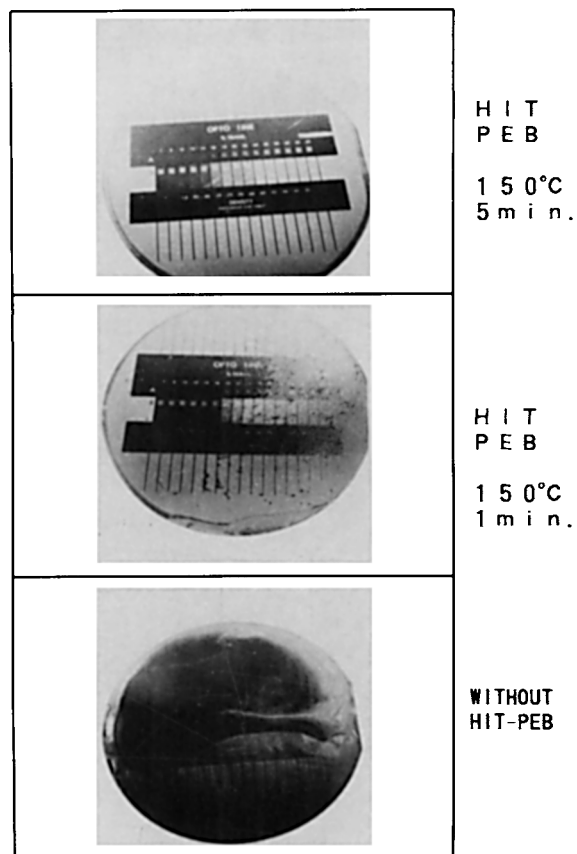 HIT
PEB
150°C
5min.
HIT
PEB
150°C
1min.
WITHOUT
HIT-PEB